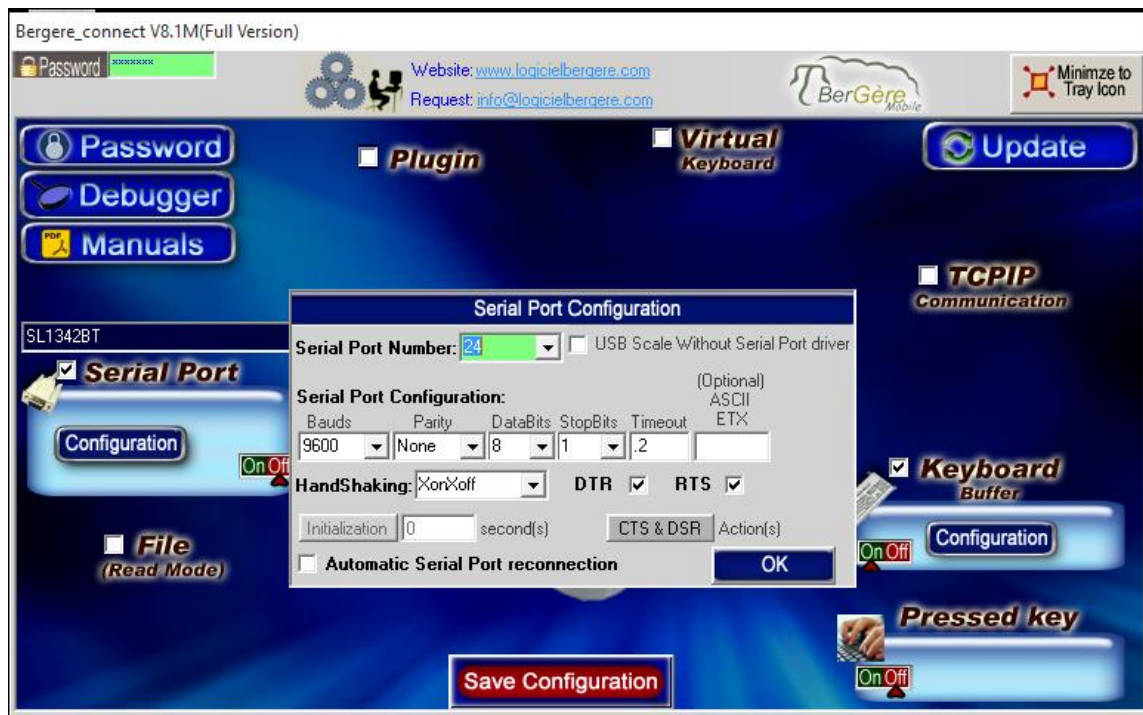 Bergere_connect V8.1M(Full Version)
Password xxxxxxx
Website: www.logicielbergere.com
Request: info@logicielbergere.com
BerGère
Mobile
Minimze to
Tray Icon
Password
Debugger
Manuals
PDF
Plugin
Virtual
Keyboard
Update
TCPIP
Communication
SL1342BT
Serial Port
Configuration
On Off
File
(Read Mode)
Serial Port Configuration
Serial Port Number: 24 USB Scale Without Serial Port driver
Serial Port Configuration:
(Optional)
ASCII
ETX
Bauds Parity DataBits StopBits Timeout
9600 None 8 1 .2
HandShaking: XonXoff DTR RTS
Initialization 0 second(s) CTS & DSR Action(s)
Automatic Serial Port reconnection OK
Keyboard
Buffer
Configuration
On Off
Pressed key
On Off
Save Configuration